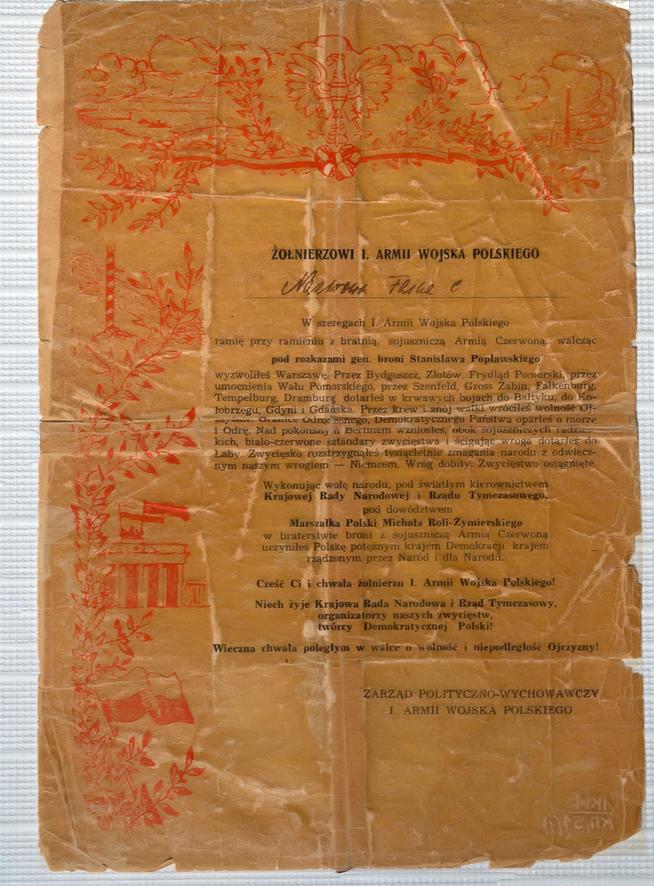 ŻOŁNIERZOWI I. ARMII WOJSKA POLSKIEGO
W szeregach I. Armii Wojska Polskiego
ramię przy ramieniu z bratnią, sojuszniczą Armią Czerwoną, walcząc
pod rozkazami gen. broni Stanislawa Popławskiego
wyzwoliłeś Warszawę. Przez Bydgoszcz, Złotów, Frydląd Pomorski, przez
umocnienia Wału Pomorskiego, przez Szenfeld, Gross Zabin, Falkenburg,
Tempelburg, Dramburg dotarłeś w krwawych bojach do Bałtyku, do Ko-
łobrzegu, Gdyni i Gdańska. Przez krew i znój walki wróciłeś wolność Oj-
czyźnie. Granice Odrodzonego, Demokratycznego Państwa oparłeś o morze
i Odrę. Nad pokonanym Berlinem wzniosłeś, obok sojuszniczych radziec-
kich, biało-czerwone sztandary zwycięstwa i ścigając wroga dotarłeś do
Łaby. Zwycięsko rozstrzygnąłeś tysiącletnie zmagania narodu z odwiecz-
nym naszym wrogiem — Niemcem. Wróg dobity. Zwycięstwo osiągnięte.
Wykonując wolę narodu, pod światłym kierownictwem
Krajowej Rady Narodowej i Rządu Tymczasowego,
pod dowództwem
Marszałka Polski Michała Roli-Żymierskiego
w braterstwie broni z sojuszniczą Armią Czerwoną
uczyniłeś Polskę potężnym krajem Demokracji, krajem
rządzonym przez Naród i dla Narodu.
Cześć Ci i chwała żołnierzu I. Armii Wojska Polskiego!
Niech żyje Krajowa Rada Narodowa i Rząd Tymczasowy,
organizatorzy naszych zwycięstw,
twórcy Demokratycznej Polski!
Wieczna chwała poległym w walce o wolność i niepodległość Ojczyzny!
ZARZĄD POLITYCZNO-WYCHOWAWCZY
I. ARMII WOJSKA POLSKIEGO